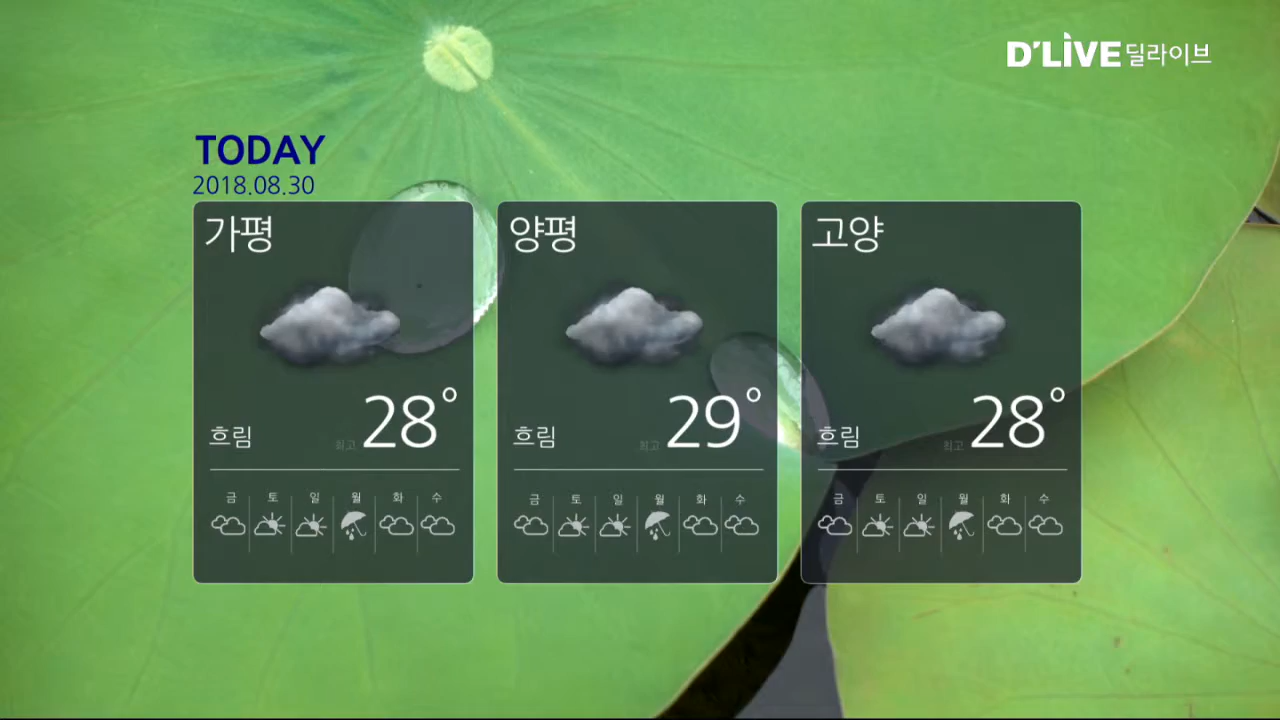 D'LIVE 딜라이브
TODAY
2018.08.30
가평
흐림
최고 28°
금 토 일 월 화 수
양평
흐림
최고 29°
금 토 일 월 화 수
고양
흐림
최고 28°
금 토 일 월 화 수